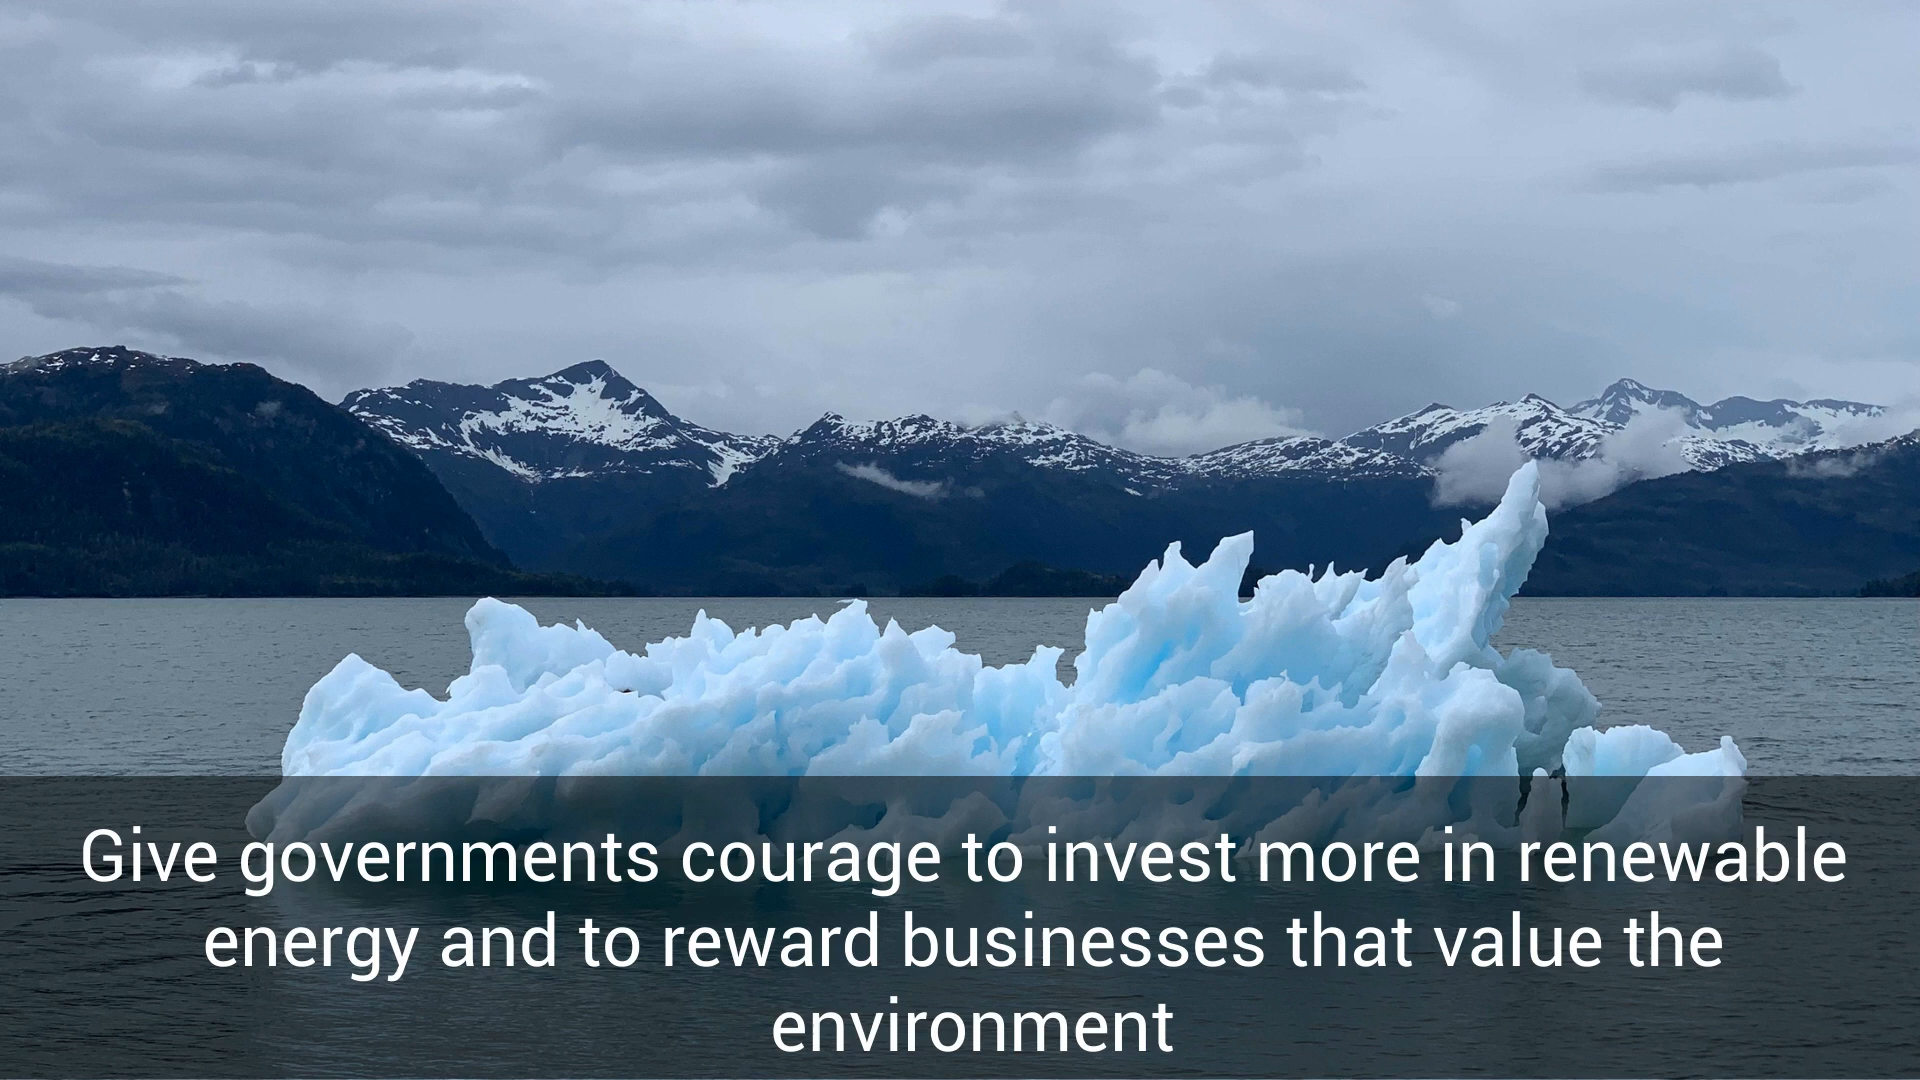 Give governments courage to invest more in renewable
energy and to reward businesses that value the
environment